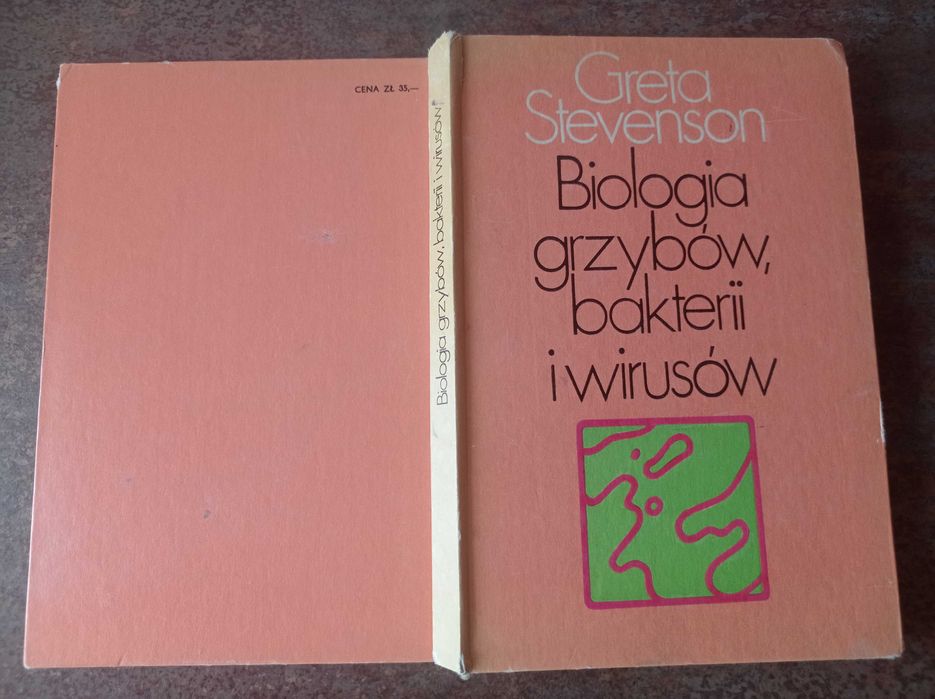 CENA ZŁ 35,—
Biologia grzybów, bakterii i wirusów
Greta
Stevenson
Biologia
grzybów,
bakterii
i wirusów